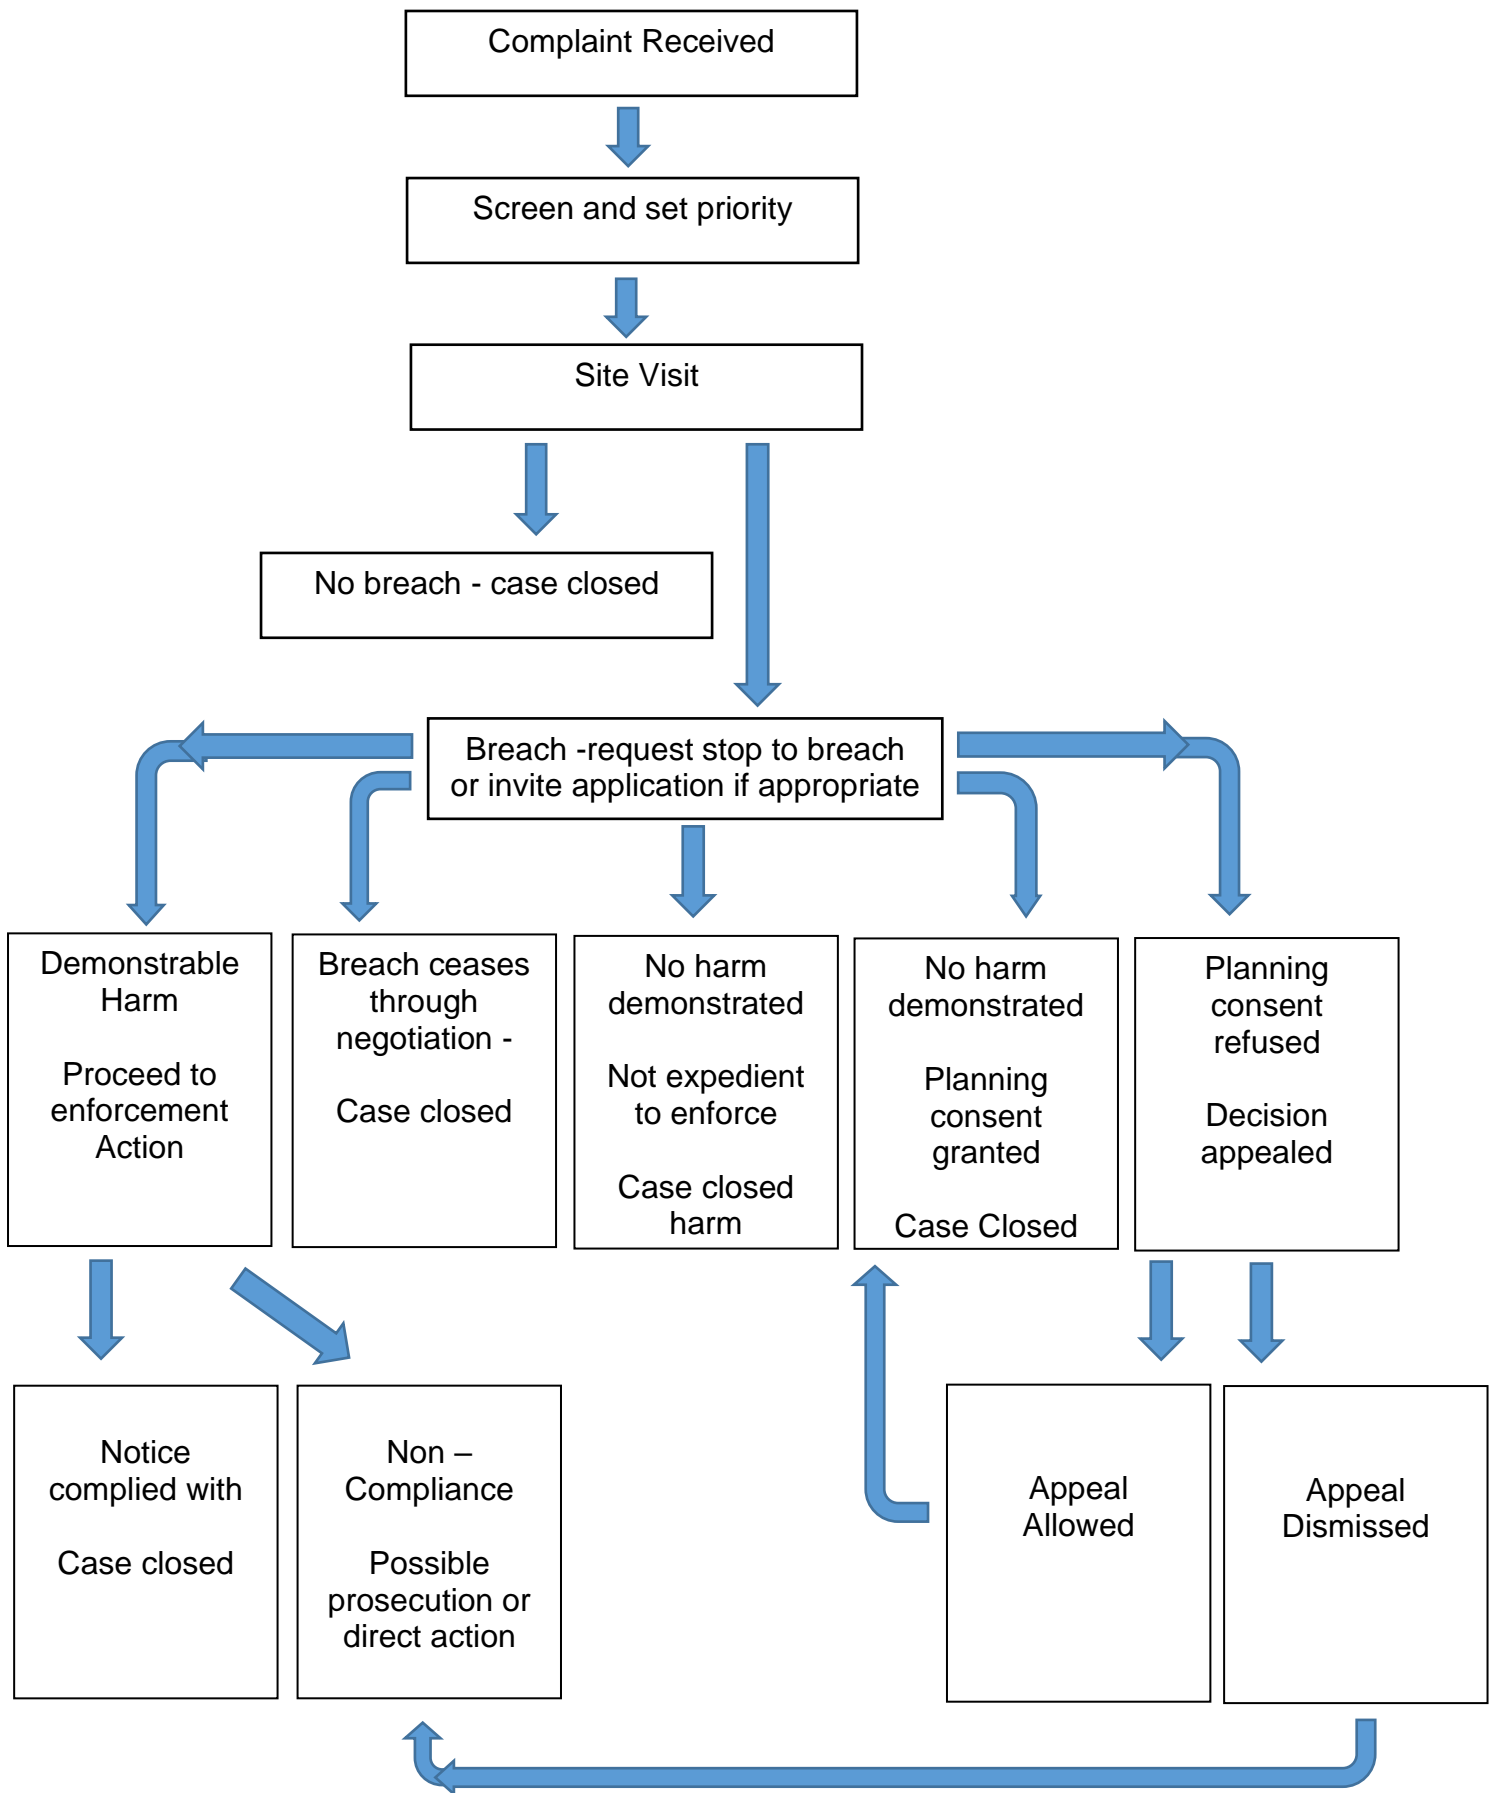 Complaint Received
Screen and set priority
Site Visit
No breach - case closed
Breach -request stop to breach
or invite application if appropriate
Demonstrable
Harm
Proceed to
enforcement
Action
Breach ceases
through
negotiation -
Case closed
No harm
demonstrated
Not expedient
to enforce
Case closed
harm
No harm
demonstrated
Planning
consent
granted
Case Closed
Planning
consent
refused
Decision
appealed
Notice
complied with
Case closed
Non –
Compliance
Possible
prosecution or
direct action
Appeal
Allowed
Appeal
Dismissed